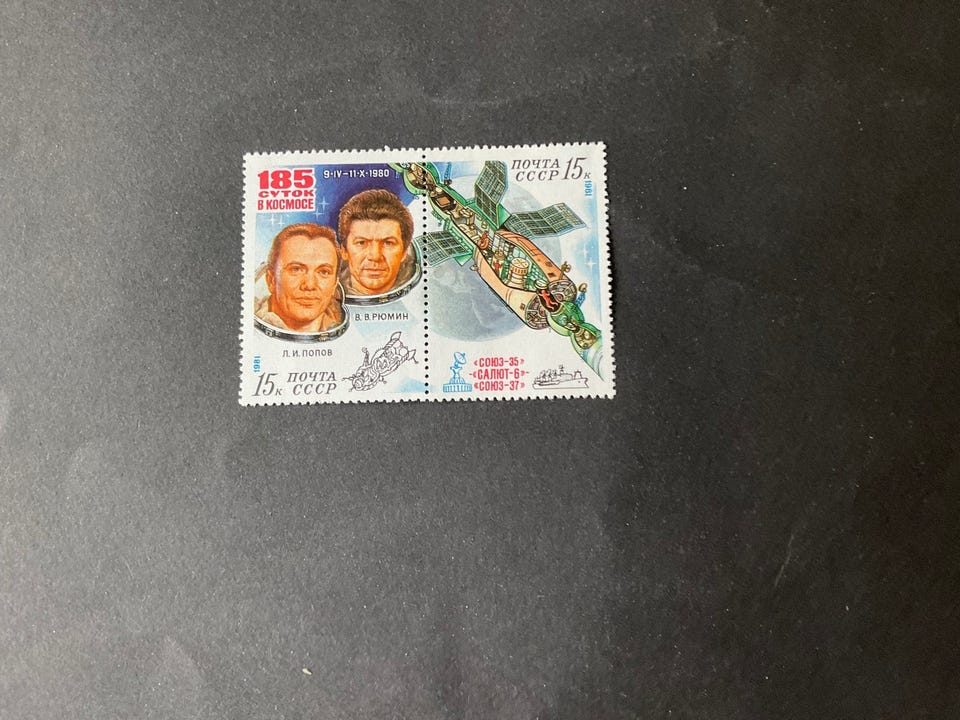 185
СУТОК
В КОСМОСЕ
9·IV–11·X·1980
В.В.РЮМИН
Л.И.ПОПОВ
1981
15к ПОЧТА
СССР
ПОЧТА 15к
СССР
1981
«СОЮЗ-35»
-«САЛЮТ-6»
«СОЮЗ-37»